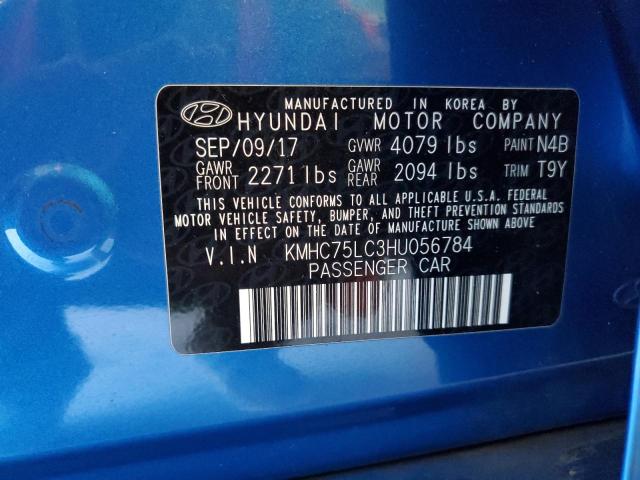 MANUFACTURED IN KOREA BY
HYUNDAI MOTOR COMPANY
SEP/09/17 GVWR 4079 lbs PAINT N4B
GAWR FRONT 2271 lbs GAWR REAR 2094 lbs TRIM T9Y
THIS VEHICLE CONFORMS TO ALL APPLICABLE U.S.A. FEDERAL
MOTOR VEHICLE SAFETY, BUMPER, AND THEFT PREVENTION STANDARDS
IN EFFECT ON THE DATE OF MANUFACTURE SHOWN ABOVE.
V.I.N KMHC75LC3HU056784
PASSENGER CAR